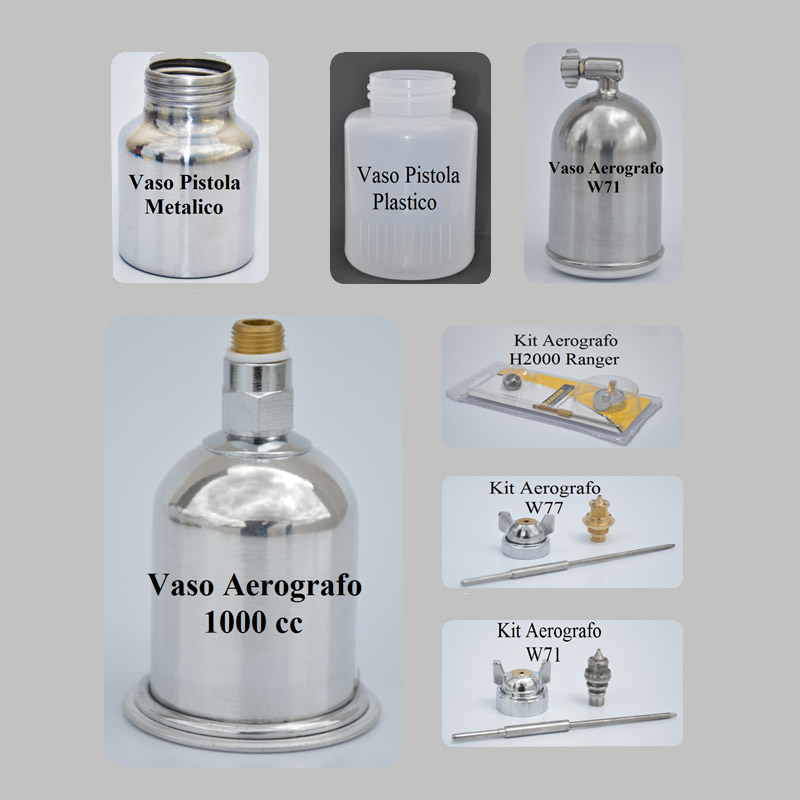 Vaso Pistola
Metalico
Vaso Pistola
Plastico
Vaso Aerografo
W71
Vaso Aerografo
1000 cc
Kit Aerografo
H2000 Ranger
Kit Aerografo
W77
Kit Aerografo
W71